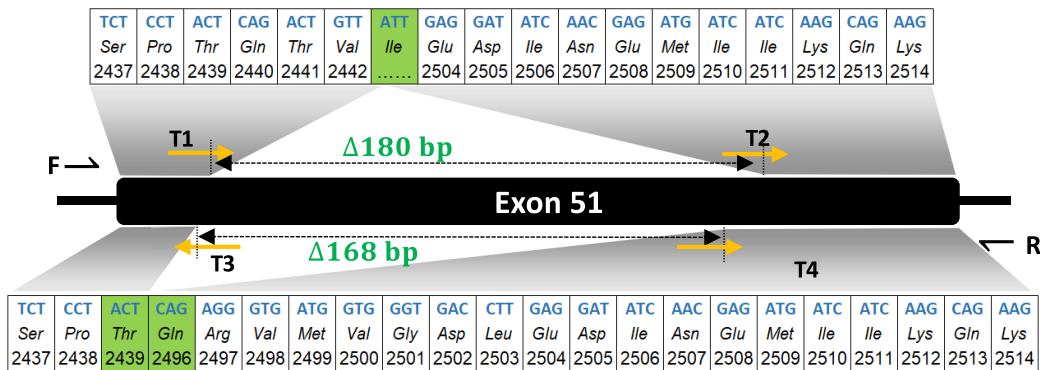 TCT CCT ACT CAG ACT GTT ATT GAG GAT ATC AAC GAG ATG ATC ATC AAG CAG AAG
Ser Pro Thr Gln Thr Val Ile Glu Asp Ile Asn Glu Met Ile Ile Lys Gln Lys
2437 2438 2439 2440 2441 2442 ...... 2504 2505 2506 2507 2508 2509 2510 2511 2512 2513 2514
T1 T2
Δ180 bp
F
Exon 51
R
Δ168 bp
T3 T4
TCT CCT ACT CAG AGG GTG ATG GTG GGT GAC CTT GAG GAT ATC AAC GAG ATG ATC ATC AAG CAG AAG
Ser Pro Thr Gln Arg Val Met Val Gly Asp Leu Glu Asp Ile Asn Glu Met Ile Ile Lys Gln Lys
2437 2438 2439 2496 2497 2498 2499 2500 2501 2502 2503 2504 2505 2506 2507 2508 2509 2510 2511 2512 2513 2514